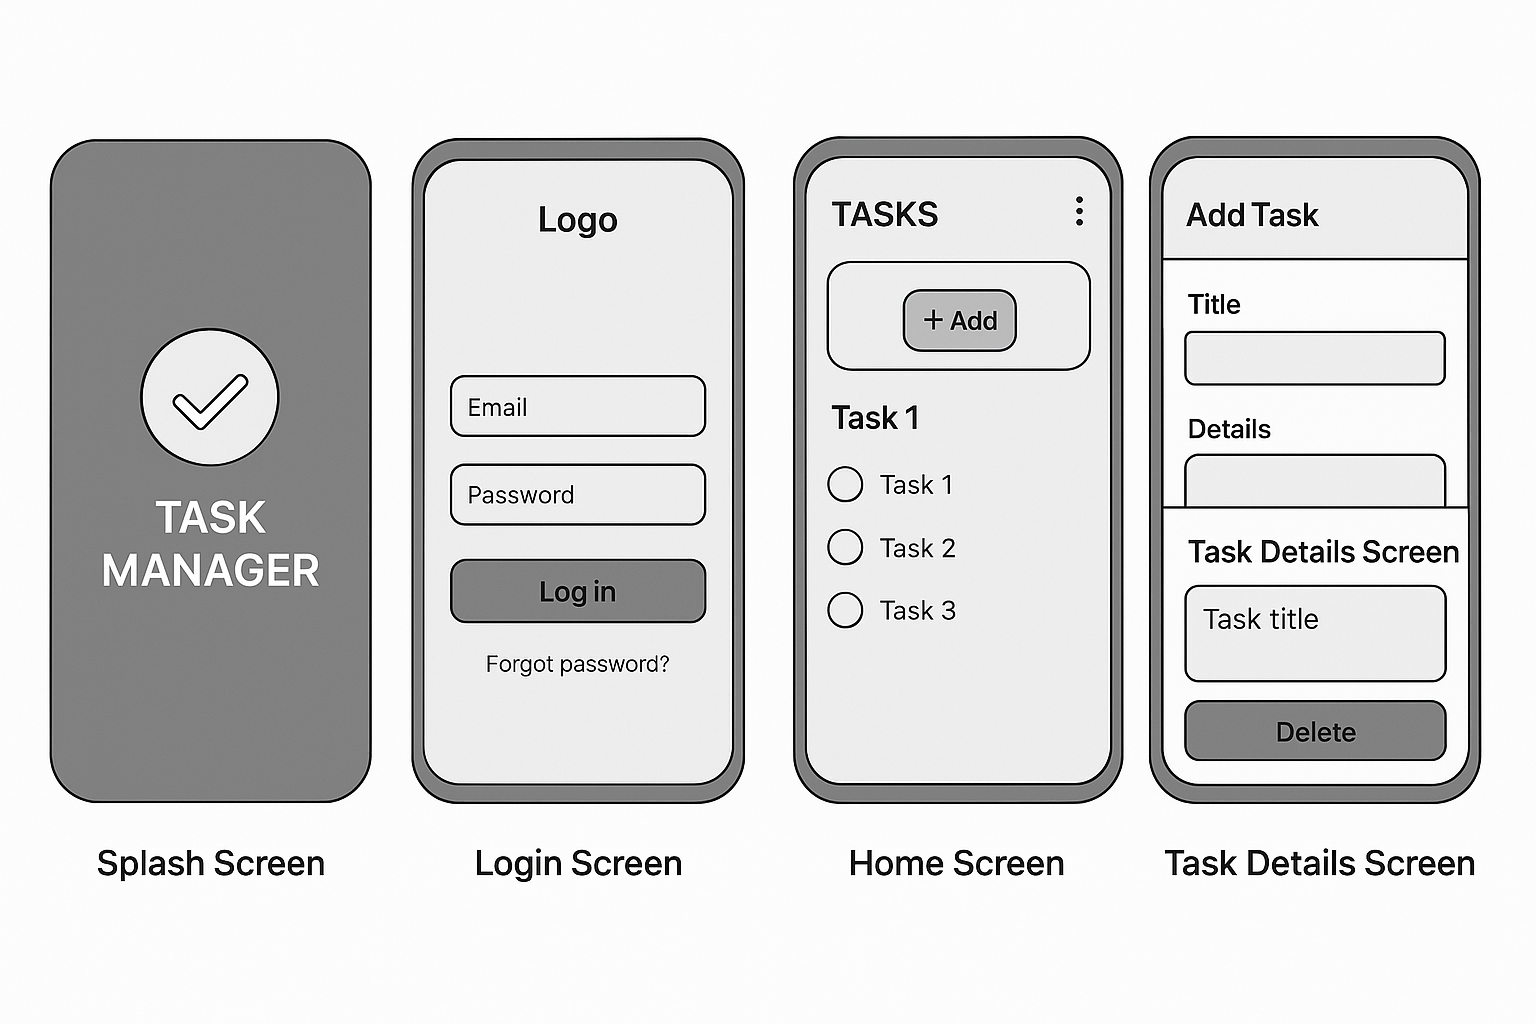 TASK
MANAGER
Splash Screen
Logo
Email
Password
Log in
Forgot password?
Login Screen
TASKS
+ Add
Task 1
Task 1
Task 2
Task 3
Home Screen
Add Task
Title
Details
Task Details Screen
Task title
Delete
Task Details Screen